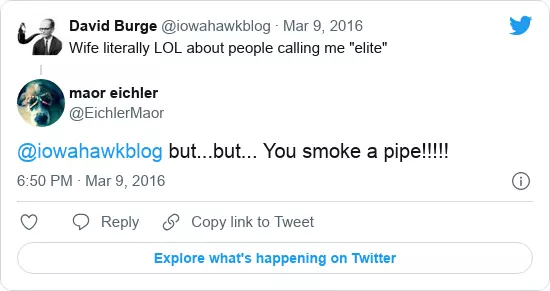 David Burge @iowahawkblog · Mar 9, 2016
Wife literally LOL about people calling me "elite"
maor eichler
@EichlerMaor
@iowahawkblog but...but... You smoke a pipe!!!!!
6:50 PM · Mar 9, 2016
Reply Copy link to Tweet
Explore what's happening on Twitter